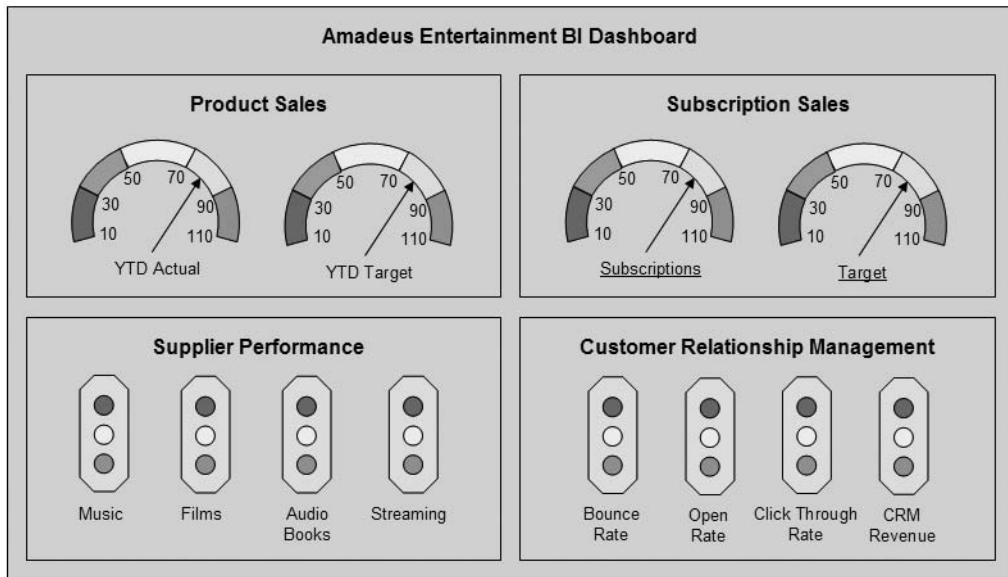 Amadeus Entertainment BI Dashboard
Product Sales
50 70
30 90
10 110
YTD Actual
50 70
30 90
10 110
YTD Target
Subscription Sales
50 70
30 90
10 110
Subscriptions
50 70
30 90
10 110
Target
Supplier Performance
Music
Films
Audio
Books
Streaming
Customer Relationship Management
Bounce
Rate
Open
Rate
Click Through
Rate
CRM
Revenue